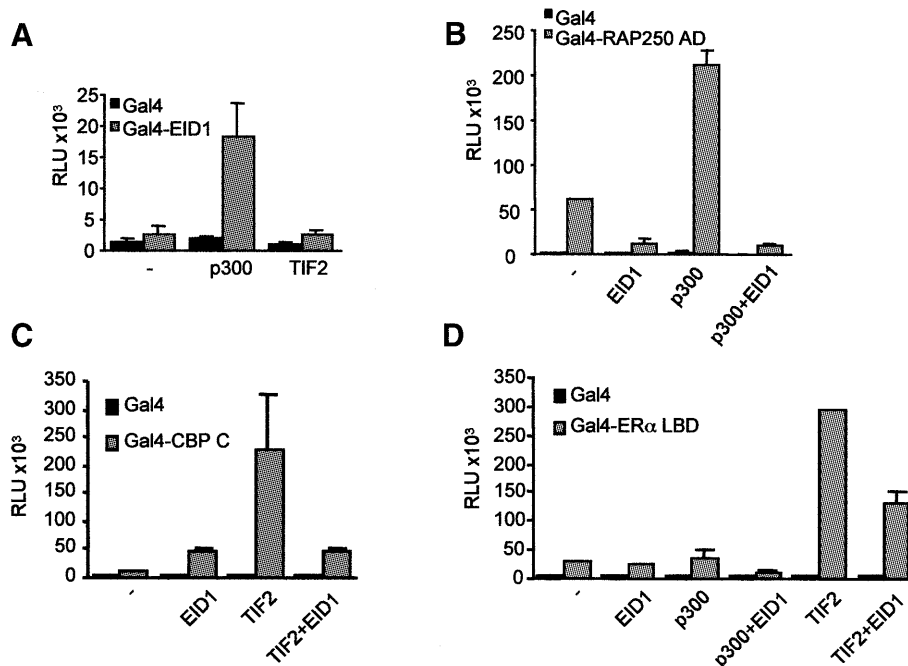 A
RLU x10³
25
20
15
10
5
0
Gal4
Gal4-EID1
-
p300
TIF2
B
RLU x10³
250
200
150
100
50
0
Gal4
Gal4-RAP250 AD
-
EID1
p300
p300+EID1
C
RLU x10³
350
300
250
200
150
100
50
0
Gal4
Gal4-CBP C
-
EID1
TIF2
TIF2+EID1
D
RLU x10³
350
300
250
150
100
50
0
Gal4
Gal4-ERα LBD
-
EID1
p300
p300+EID1
TIF2
TIF2+EID1